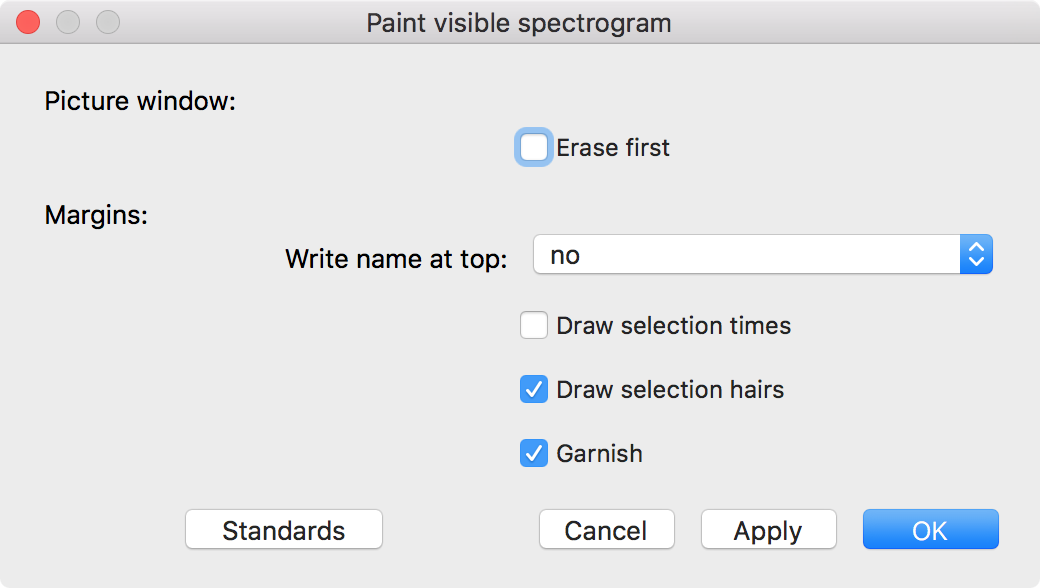 Paint visible spectrogram
Picture window:
Erase first
Margins:
Write name at top: no
Draw selection times
Draw selection hairs
Garnish
Standards Cancel Apply OK